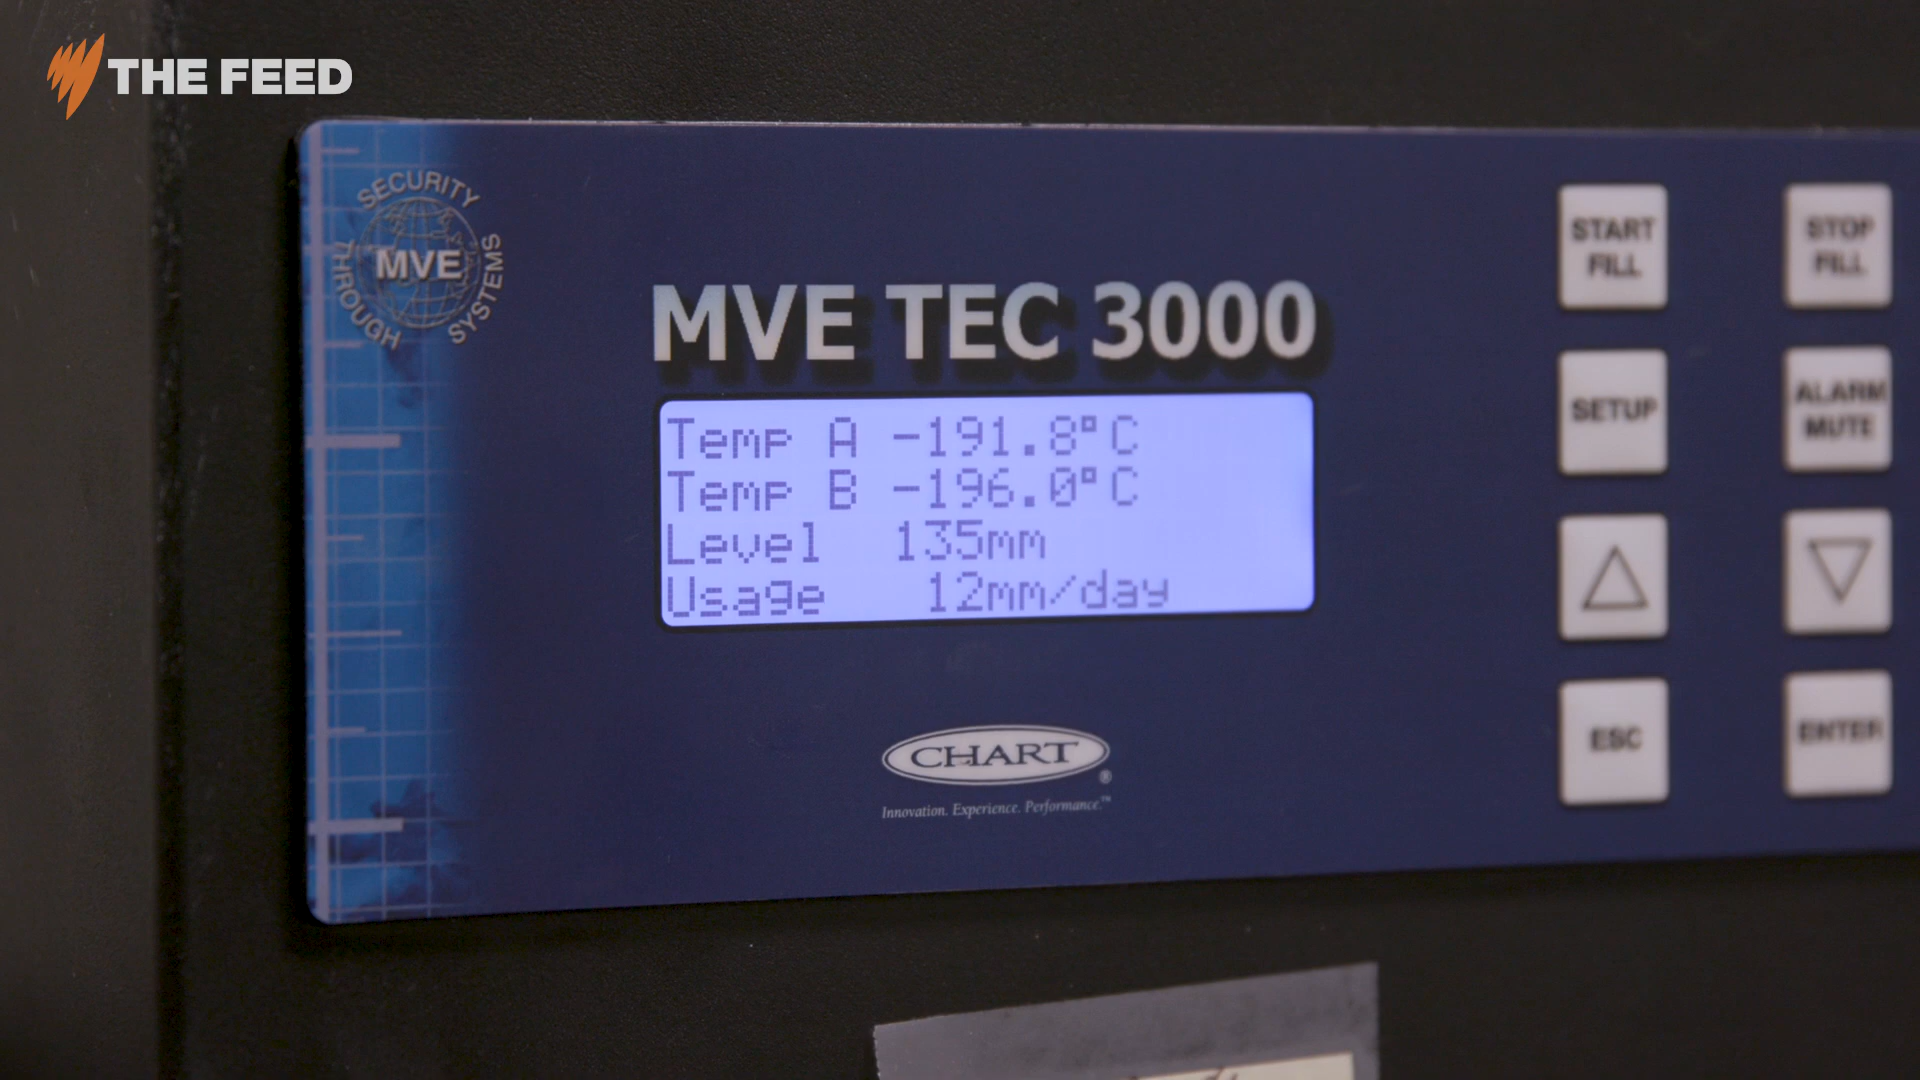 THE FEED
SECURITY
THROUGH
SYSTEMS
MVE
MVE TEC 3000
Temp A -191.8°C
Temp B -196.0°C
Level 135mm
Usage 12mm/day
CHART®
Innovation. Experience. Performance.™
START FILL
STOP FILL
SETUP
ALARM MUTE
ESC
ENTER